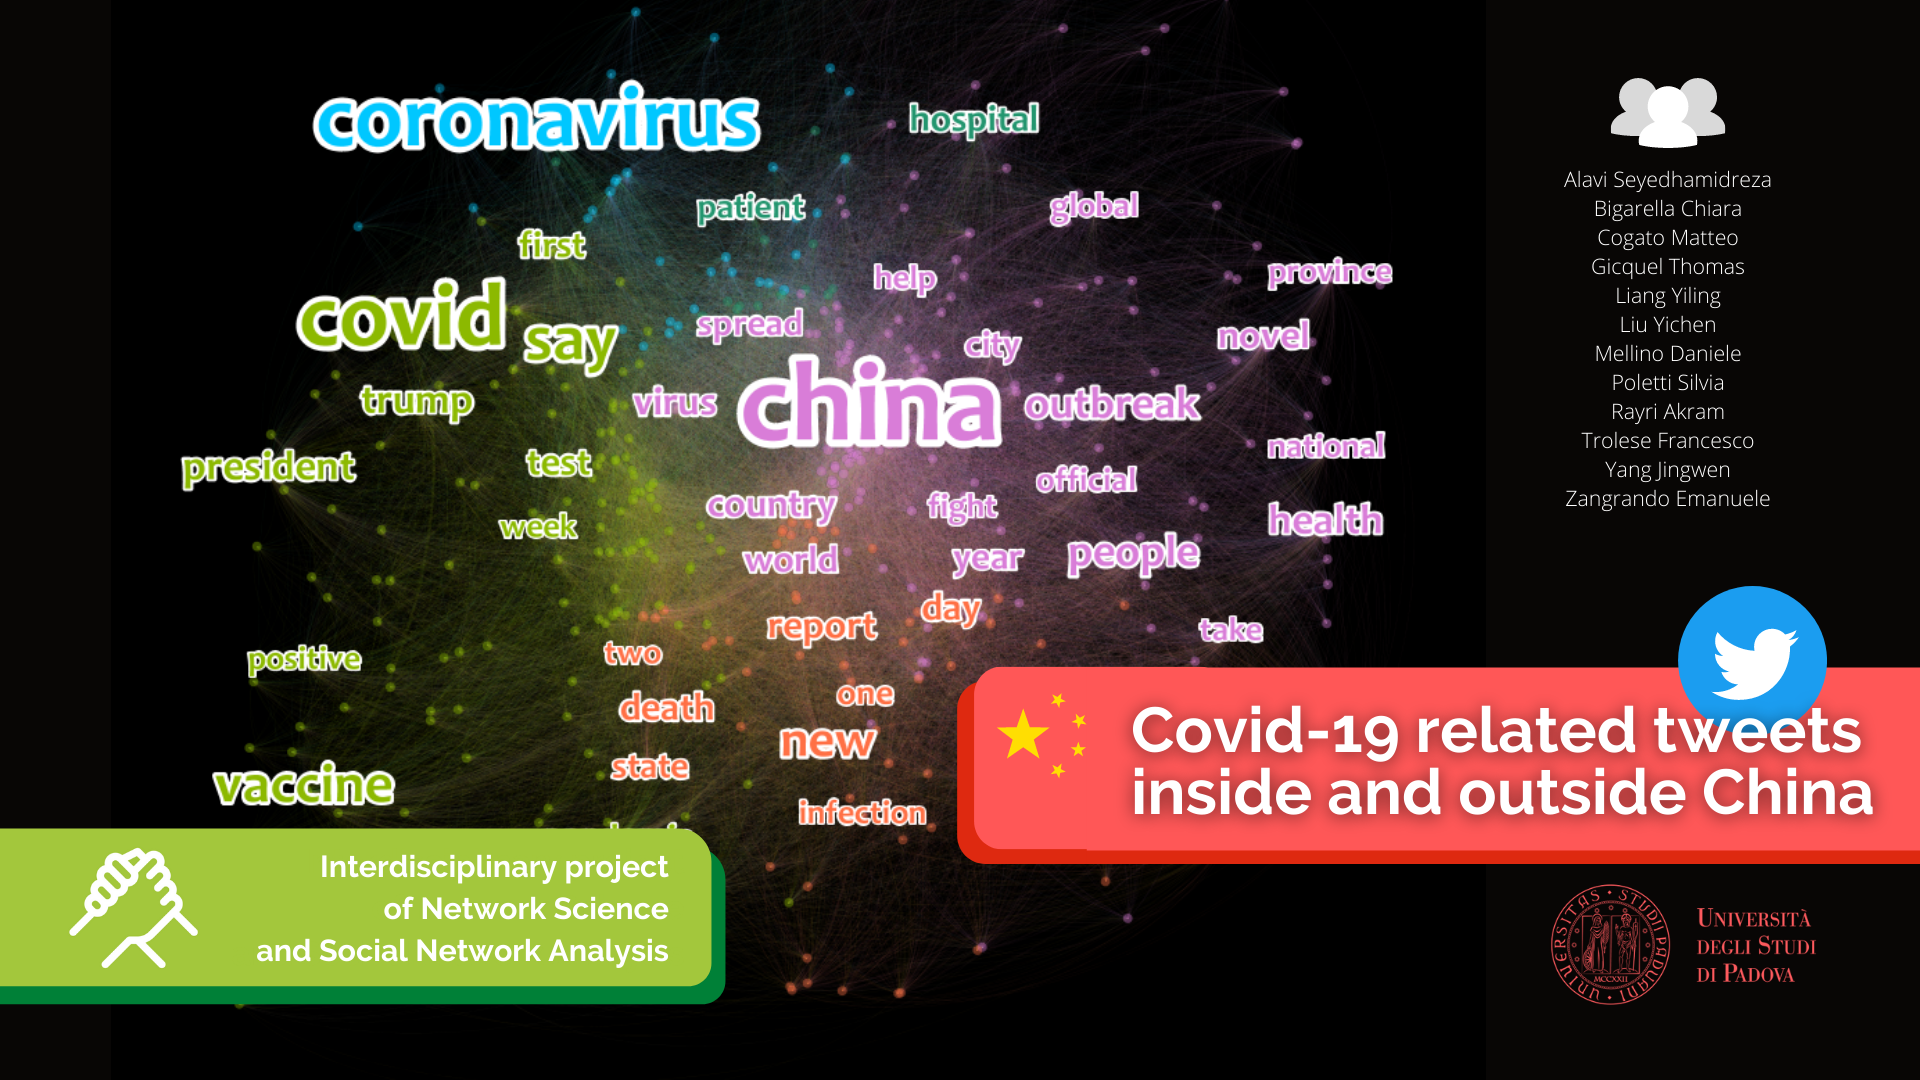 coronavirus
hospital
patient
global
first
help
province
covid
say
spread
city
novel
trump
virus
china
outbreak
president
test
national
country
fight
official
week
health
world
year
people
report
day
take
positive
two
death
one
new
state
vaccine
infection
Alavi Seyedhamidreza
Bigarella Chiara
Cogato Matteo
Gicquel Thomas
Liang Yiling
Liu Yichen
Mellino Daniele
Poletti Silvia
Rayri Akram
Trolese Francesco
Yang Jingwen
Zangrando Emanuele
Covid-19 related tweets
inside and outside China
Interdisciplinary project
of Network Science
and Social Network Analysis
UNIVERSITAS STUDII PADUANI
MCCXXII
UNIVERSITÀ
DEGLI STUDI
DI PADOVA